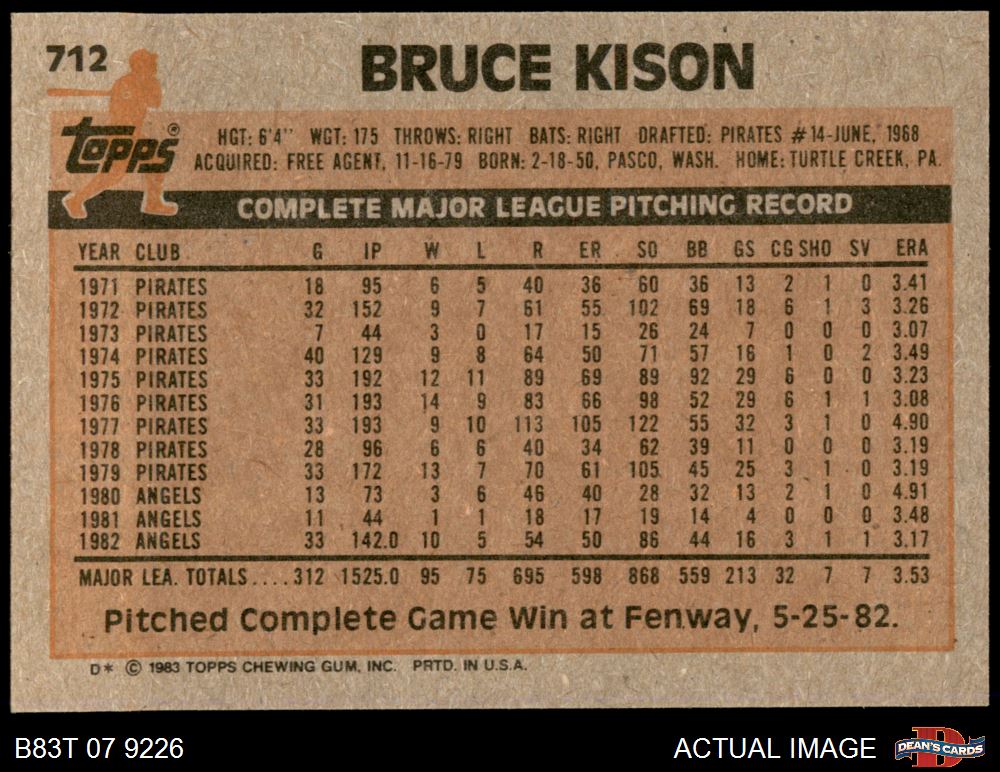 712
BRUCE KISON
Topps®
HGT: 6'4" WGT: 175 THROWS: RIGHT BATS: RIGHT DRAFTED: PIRATES #14-JUNE, 1968
ACQUIRED: FREE AGENT, 11-16-79 BORN: 2-18-50, PASCO, WASH. HOME: TURTLE CREEK, PA.
COMPLETE MAJOR LEAGUE PITCHING RECORD
YEAR CLUB G IP W L R ER SO BB GS CG SHO SV ERA
1971 PIRATES 18 95 6 5 40 36 60 36 13 2 1 0 3.41
1972 PIRATES 32 152 9 7 61 55 102 69 18 6 1 3 3.26
1973 PIRATES 7 44 3 0 17 15 26 24 7 0 0 0 3.07
1974 PIRATES 40 129 9 8 64 50 71 57 16 1 0 2 3.49
1975 PIRATES 33 192 12 11 89 69 89 92 29 6 0 0 3.23
1976 PIRATES 31 193 14 9 83 66 98 52 29 6 1 1 3.08
1977 PIRATES 33 193 9 10 113 105 122 55 32 3 1 0 4.90
1978 PIRATES 28 96 6 6 40 34 62 39 11 0 0 0 3.19
1979 PIRATES 33 172 13 7 70 61 105 45 25 3 1 0 3.19
1980 ANGELS 13 73 3 6 46 40 28 32 13 2 1 0 4.91
1981 ANGELS 11 44 1 1 18 17 19 14 4 0 0 0 3.48
1982 ANGELS 33 142.0 10 5 54 50 86 44 16 3 1 1 3.17
MAJOR LEA. TOTALS....312 1525.0 95 75 695 598 868 559 213 32 7 7 3.53
Pitched Complete Game Win at Fenway, 5-25-82.
D* © 1983 TOPPS CHEWING GUM, INC. PRTD. IN U.S.A.
B83T 07 9226
ACTUAL IMAGE
DEAN'S CARDS